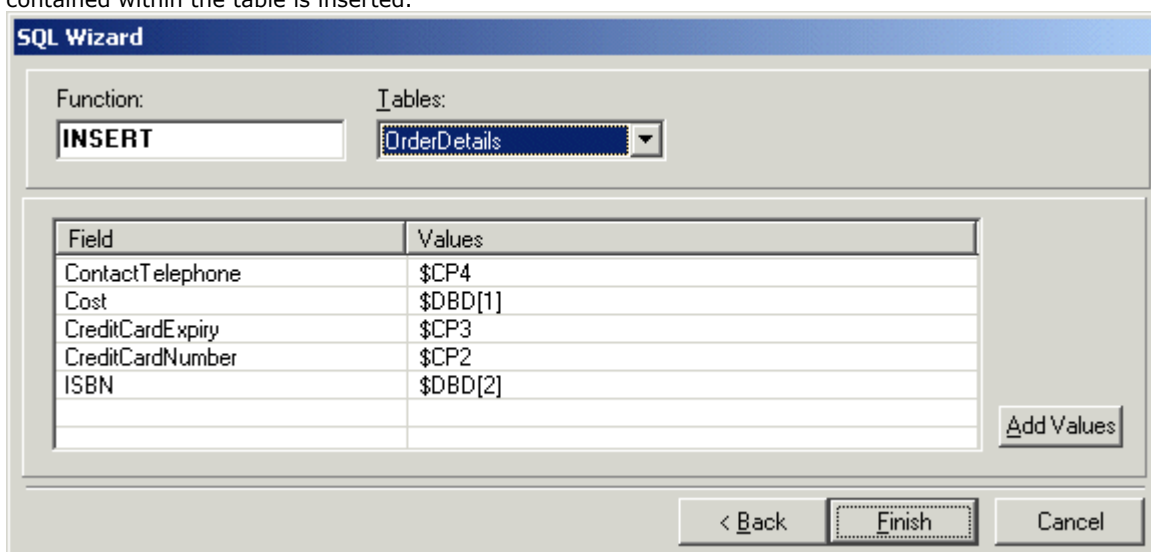 contained within the table is inserted.
SQL Wizard
Function: Tables:
INSERT OrderDetails
Field Values
ContactTelephone $CP4
Cost $DBD[1]
CreditCardExpiry $CP3
CreditCardNumber $CP2
ISBN $DBD[2]
Add Values
< Back Finish Cancel